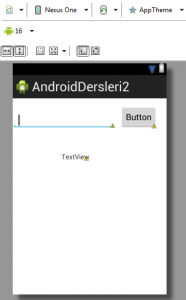 Nexus One AppTheme
16
AndroidDersleri2
Button
TextView